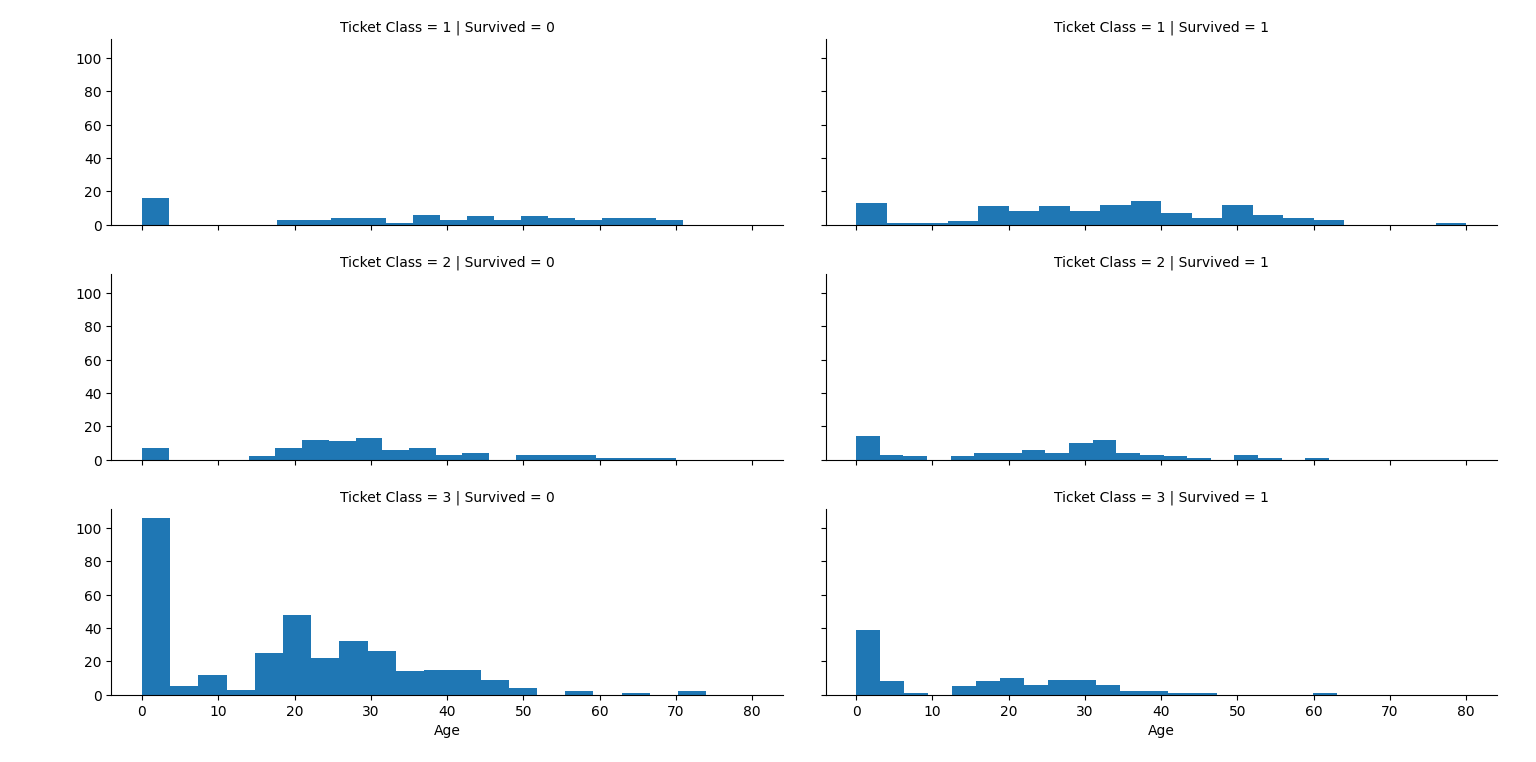 Ticket Class = 1 | Survived = 0
Ticket Class = 1 | Survived = 1
100
80
60
40
20
0
Ticket Class = 2 | Survived = 0
Ticket Class = 2 | Survived = 1
100
80
60
40
20
0
Ticket Class = 3 | Survived = 0
Ticket Class = 3 | Survived = 1
100
80
60
40
20
0
0 10 20 30 40 50 60 70 80
0 10 20 30 40 50 60 70 80
Age
Age